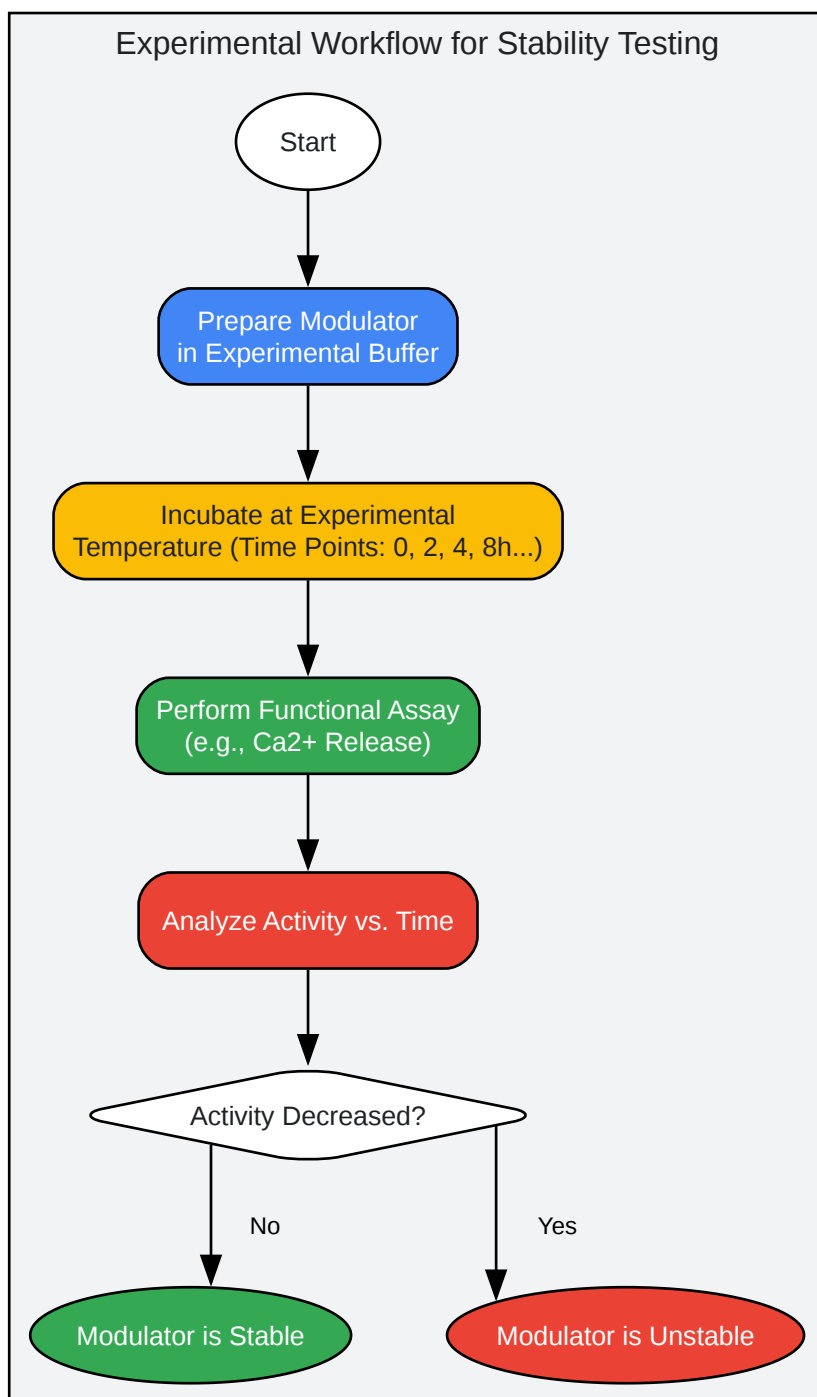 Experimental Workflow for Stability Testing
Start
Prepare Modulator
in Experimental Buffer
Incubate at Experimental
Temperature (Time Points: 0, 2, 4, 8h...)
Perform Functional Assay
(e.g., Ca2+ Release)
Analyze Activity vs. Time
Activity Decreased?
No
Yes
Modulator is Stable
Modulator is Unstable